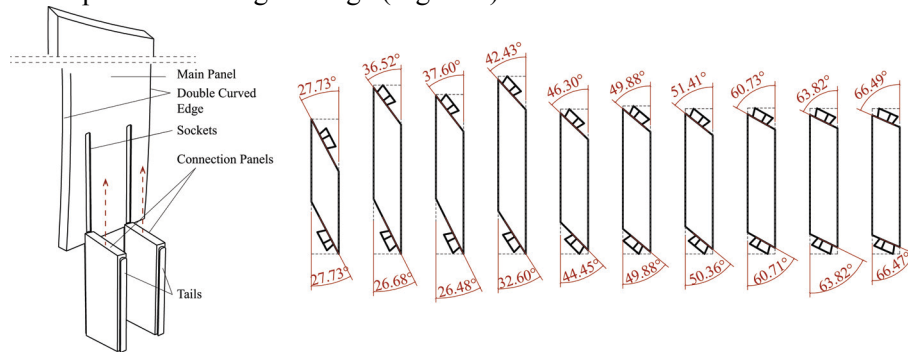 Main Panel
Double Curved
Edge
Sockets
Connection Panels
Tails
27.73° 36.52° 37.60° 42.43° 46.30° 49.88° 51.41° 60.73° 63.82° 66.49°
27.73° 26.68° 26.48° 32.60° 44.45° 49.88° 50.36° 60.71° 63.82° 66.47°